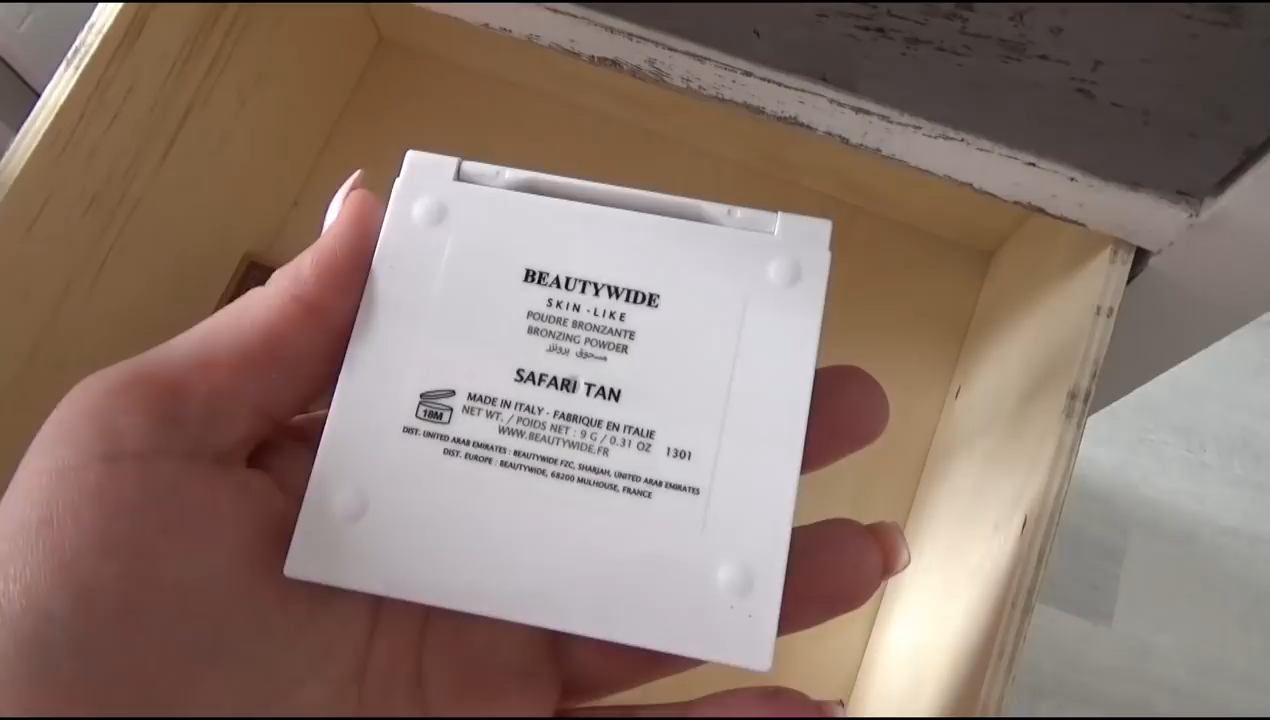 BEAUTYWIDE
SKIN-LIKE
POUDRE BRONZANTE
BRONZING POWDER
مسحوق برونزر
SAFARI TAN
18M
MADE IN ITALY - FABRIQUE EN ITALIE
NET WT. / POIDS NET : 9 G / 0.31 OZ 1301
WWW.BEAUTYWIDE.FR
DIST. UNITED ARAB EMIRATES : BEAUTYWIDE FZC, SHARJAH, UNITED ARAB EMIRATES
DIST. EUROPE : BEAUTYWIDE, 68200 MULHOUSE, FRANCE